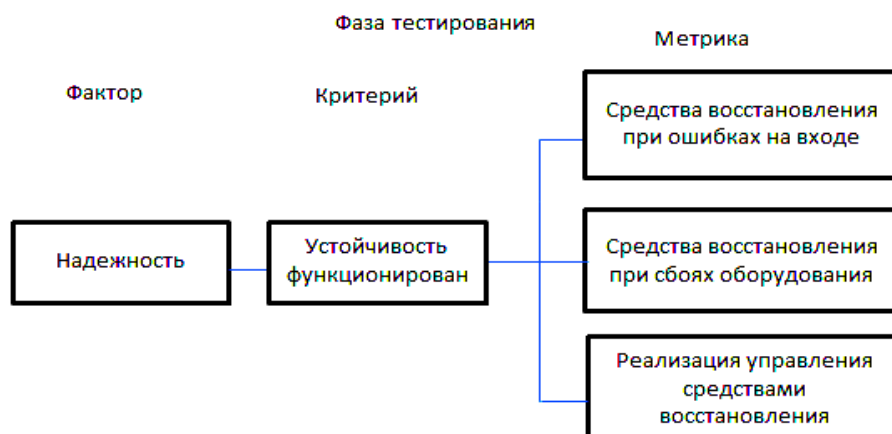 Фаза тестирования
Метрика
Фактор
Критерий
Средства восстановления
при ошибках на входе
Надежность
Устойчивость
функционирован
Средства восстановления
при сбоях оборудования
Реализация управления
средствами
восстановления